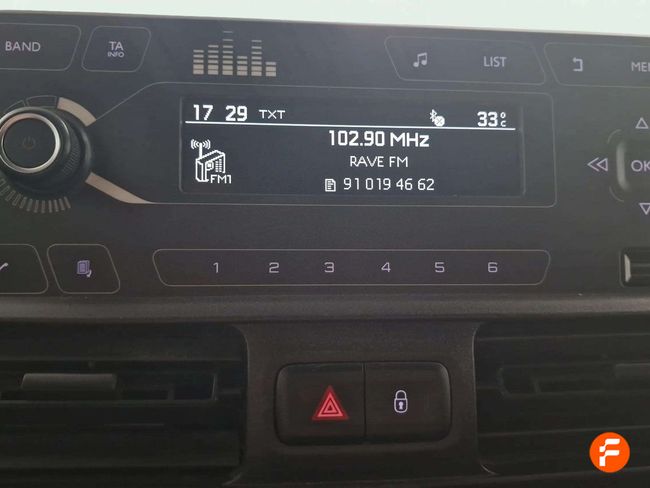 BAND
TA
INFO
LIST
17 29 TXT 33°C
102.90 MHz
RAVE FM
FM1
91 019 46 62
OK
1 2 3 4 5 6